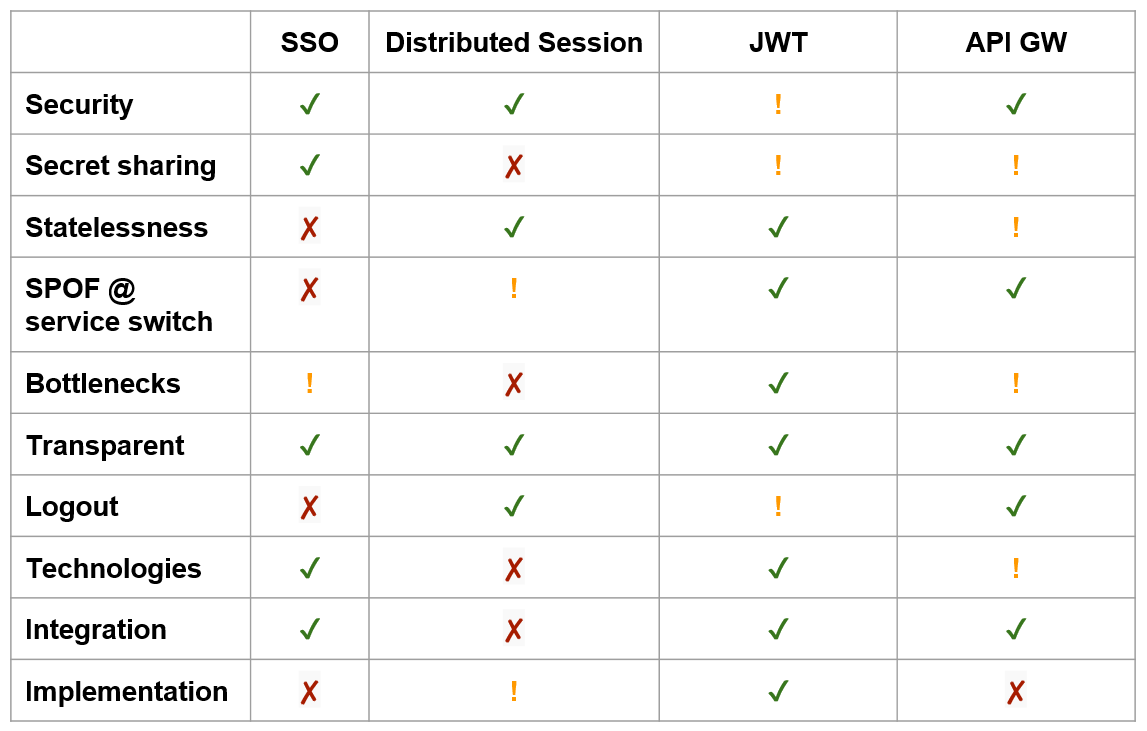 SSO Distributed Session JWT API GW
Security ✓ ✓ ! ✓
Secret sharing ✓ ✗ ! !
Statelessness ✗ ✓ ✓ !
SPOF @
service switch ✗ ! ✓ ✓
Bottlenecks ! ✗ ✓ !
Transparent ✓ ✓ ✓ ✓
Logout ✗ ✓ ! ✓
Technologies ✓ ✗ ✓ !
Integration ✓ ✗ ✓ ✓
Implementation ✗ ! ✓ ✗